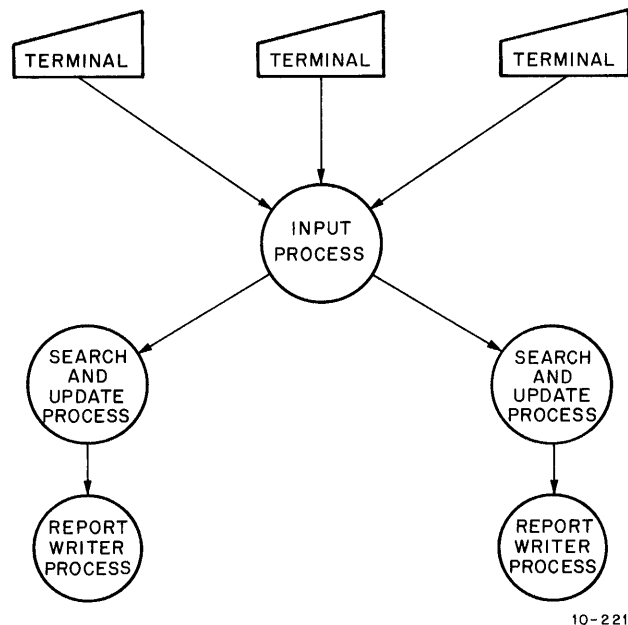 TERMINAL
TERMINAL
TERMINAL
INPUT
PROCESS
SEARCH
AND
UPDATE
PROCESS
SEARCH
AND
UPDATE
PROCESS
REPORT
WRITER
PROCESS
REPORT
WRITER
PROCESS
10-221